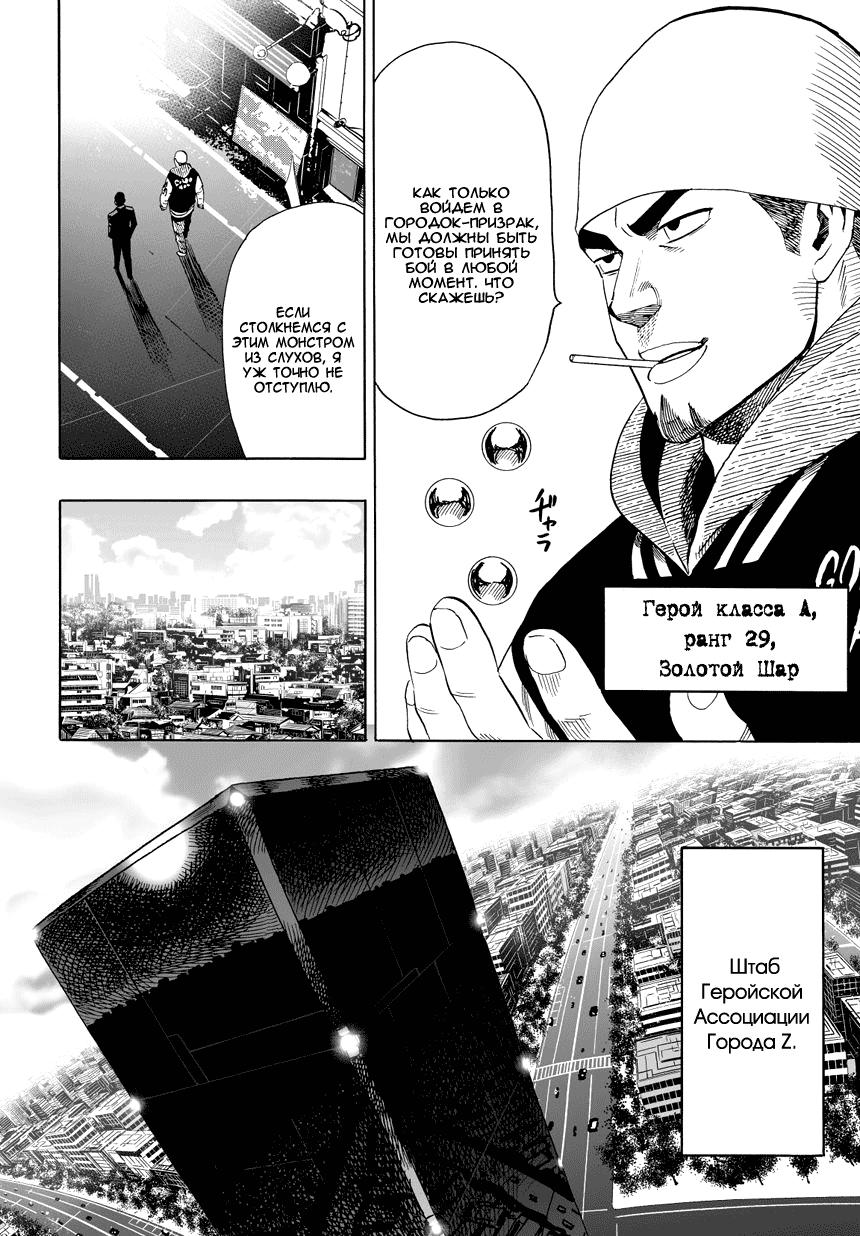 КАК ТОЛЬКО
ВОЙДЕМ В
ГОРОДОК-ПРИЗРАК,
МЫ ДОЛЖНЫ БЫТЬ
ГОТОВЫ ПРИНЯТЬ
БОЙ В ЛЮБОЙ
МОМЕНТ. ЧТО
СКАЖЕШЬ?
ヂャラ
Герой класса А,
ранг 29,
Золотой Шар
ЕСЛИ
СТОЛКНЕМСЯ С
ЭТИМ МОНСТРОМ
ИЗ СЛУХОВ, Я
УЖ ТОЧНО НЕ
ОТСТУПЛЮ.
Штаб
Геройской
Ассоциации
Города Z.